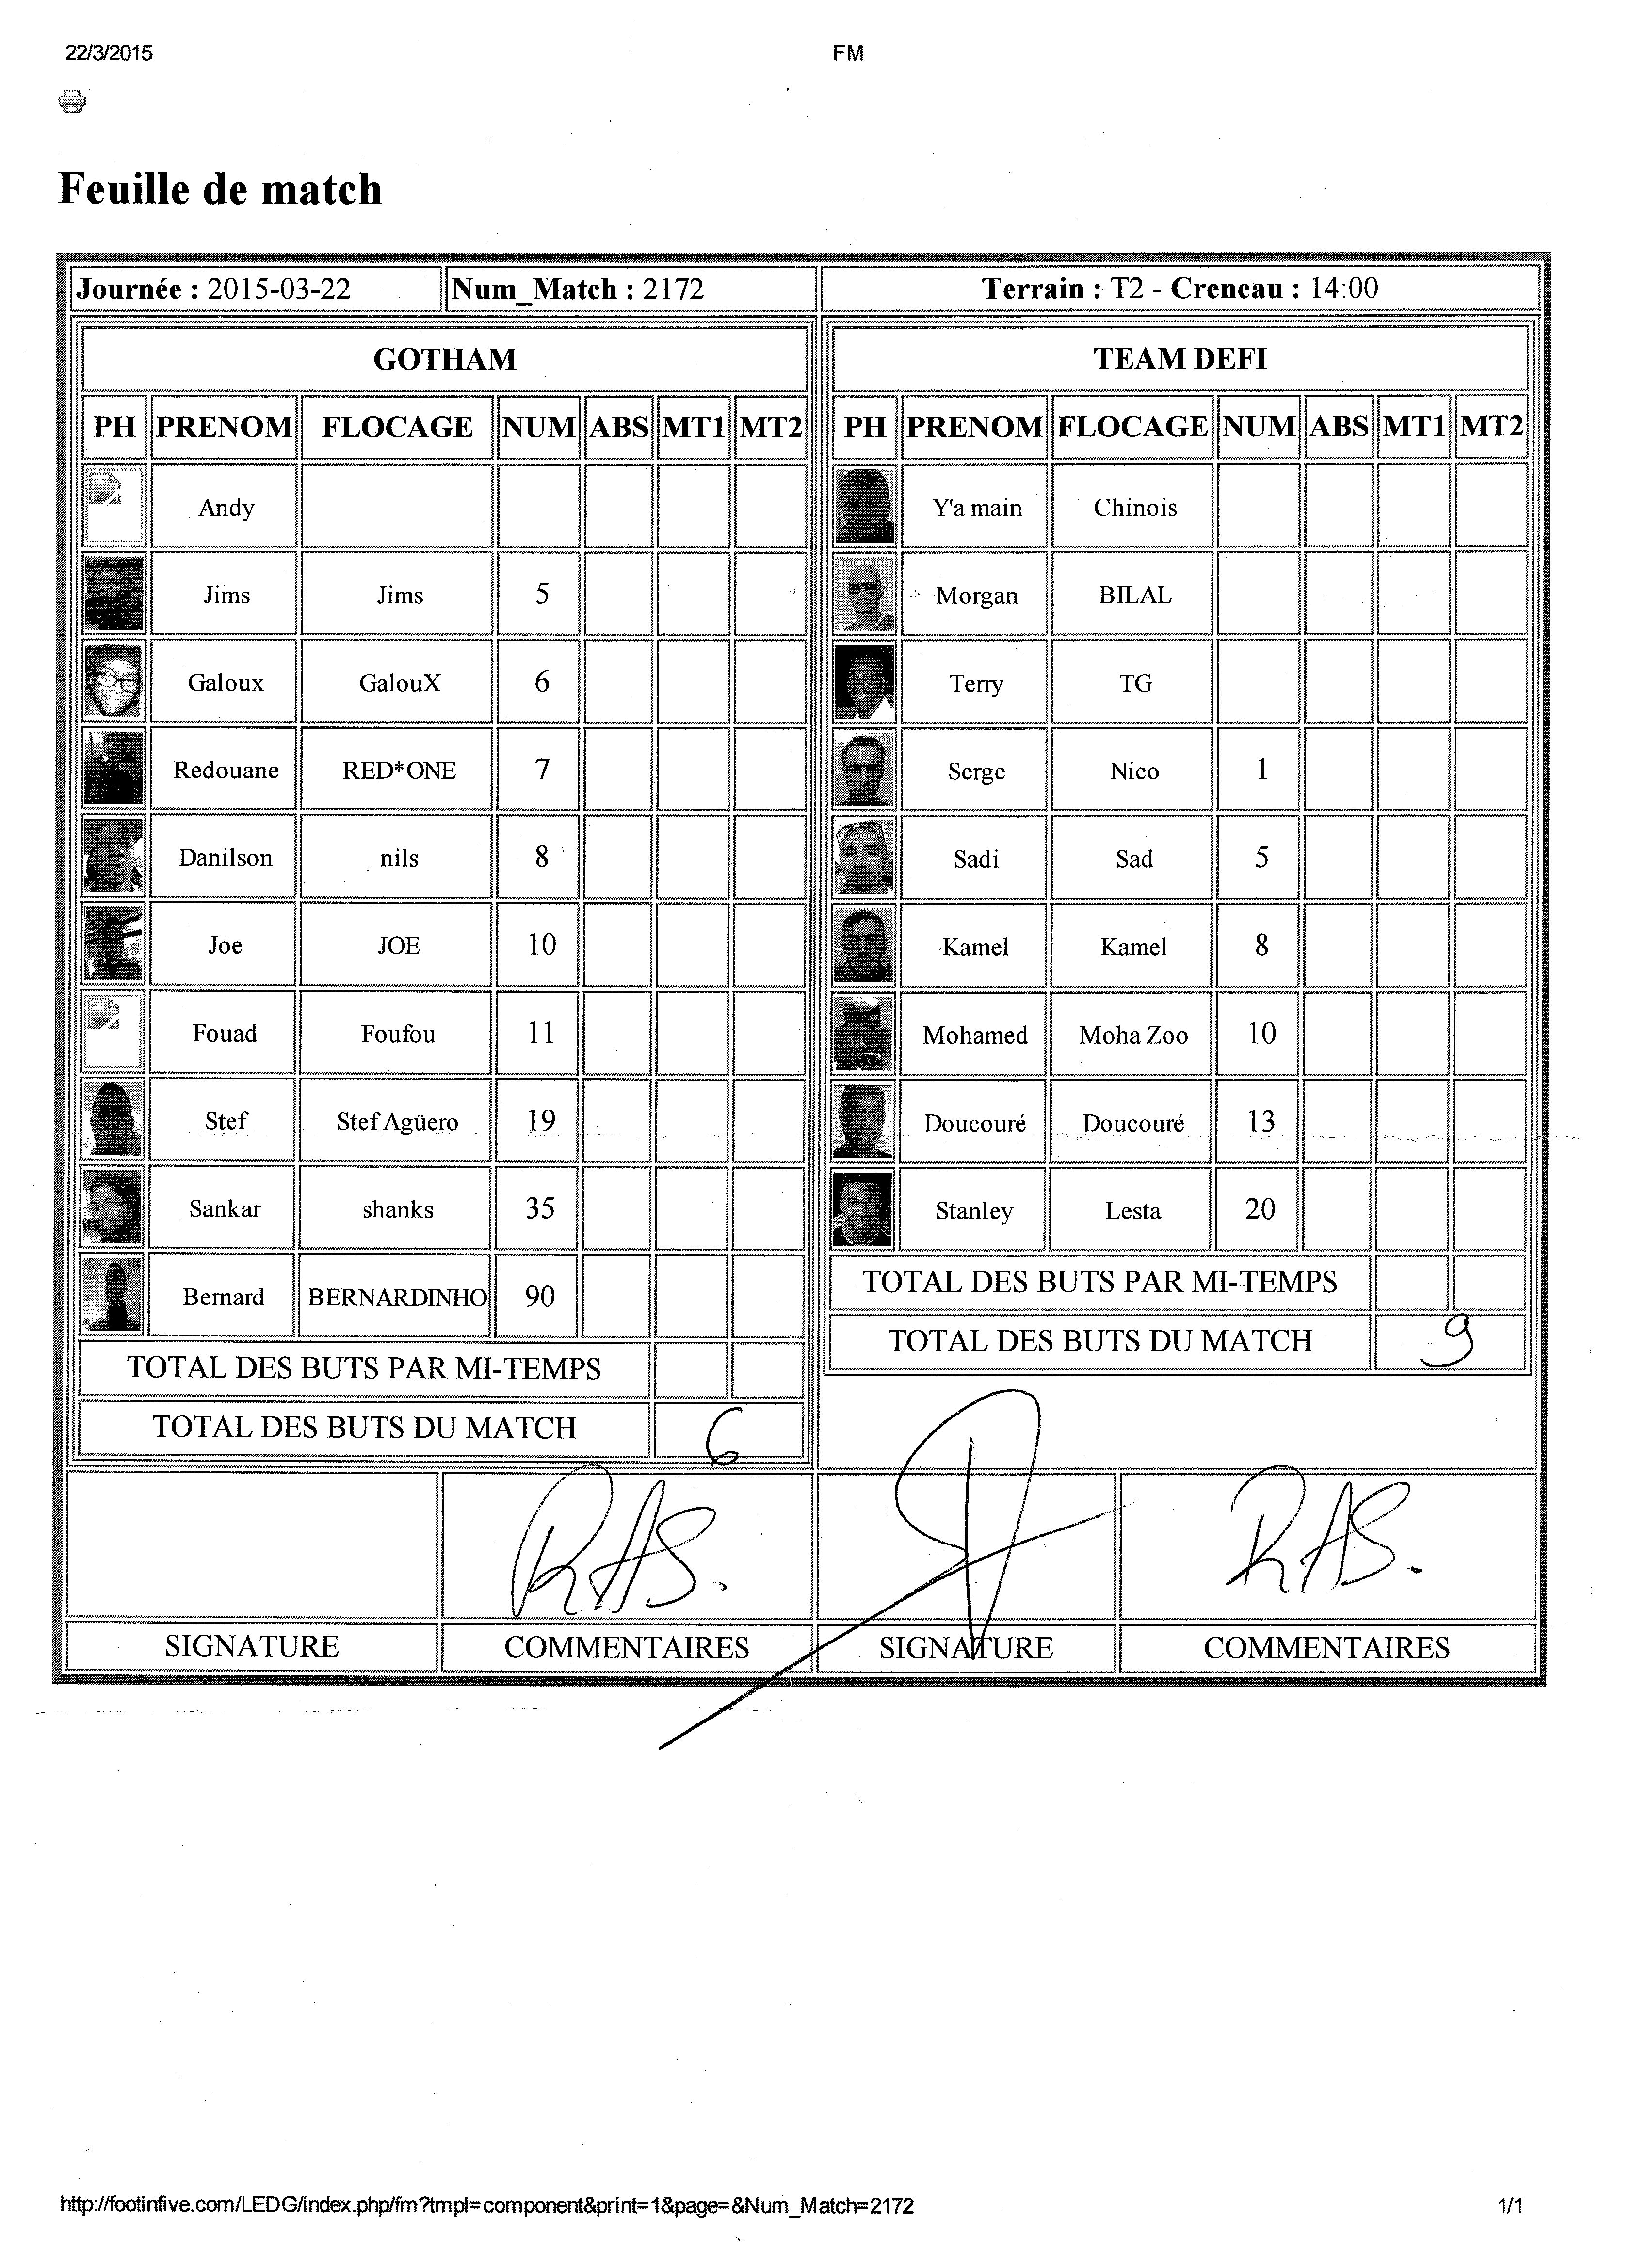 22/3/2015 FM
Feuille de match
Journée : 2015-03-22 Num_Match : 2172 Terrain : T2 - Creneau : 14:00
GOTHAM
PH PRENOM FLOCAGE NUM ABS MT1 MT2
Andy
Jims Jims 5
Galoux GalouX 6
Redouane RED*ONE 7
Danilson nils 8
Joe JOE 10
Fouad Foufou 11
Stef Stef Agüero 19
Sankar shanks 35
Bernard BERNARDINHO 90
TOTAL DES BUTS PAR MI-TEMPS
TOTAL DES BUTS DU MATCH 6
TEAM DEFI
PH PRENOM FLOCAGE NUM ABS MT1 MT2
Y'a main Chinois
Morgan BILAL
Terry TG
Serge Nico 1
Sadi Sad 5
Kamel Kamel 8
Mohamed Moha Zoo 10
Doucouré Doucouré 13
Stanley Lesta 20
TOTAL DES BUTS PAR MI-TEMPS
TOTAL DES BUTS DU MATCH 9
RAS. RAS.
SIGNATURE COMMENTAIRES SIGNATURE COMMENTAIRES
http://footinfive.com/LEDG/index.php/fm?tmpl=component&print=1&page=&Num_Match=2172 1/1